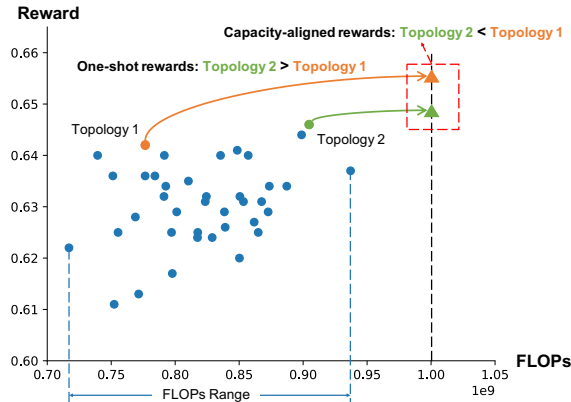 Reward
Capacity-aligned rewards: Topology 2 < Topology 1
One-shot rewards: Topology 2 > Topology 1
Topology 1
Topology 2
0.66
0.65
0.64
0.63
0.62
0.61
0.60
0.70 0.75 0.80 0.85 0.90 0.95 1.00 1.05
FLOPs
1e9
FLOPs Range